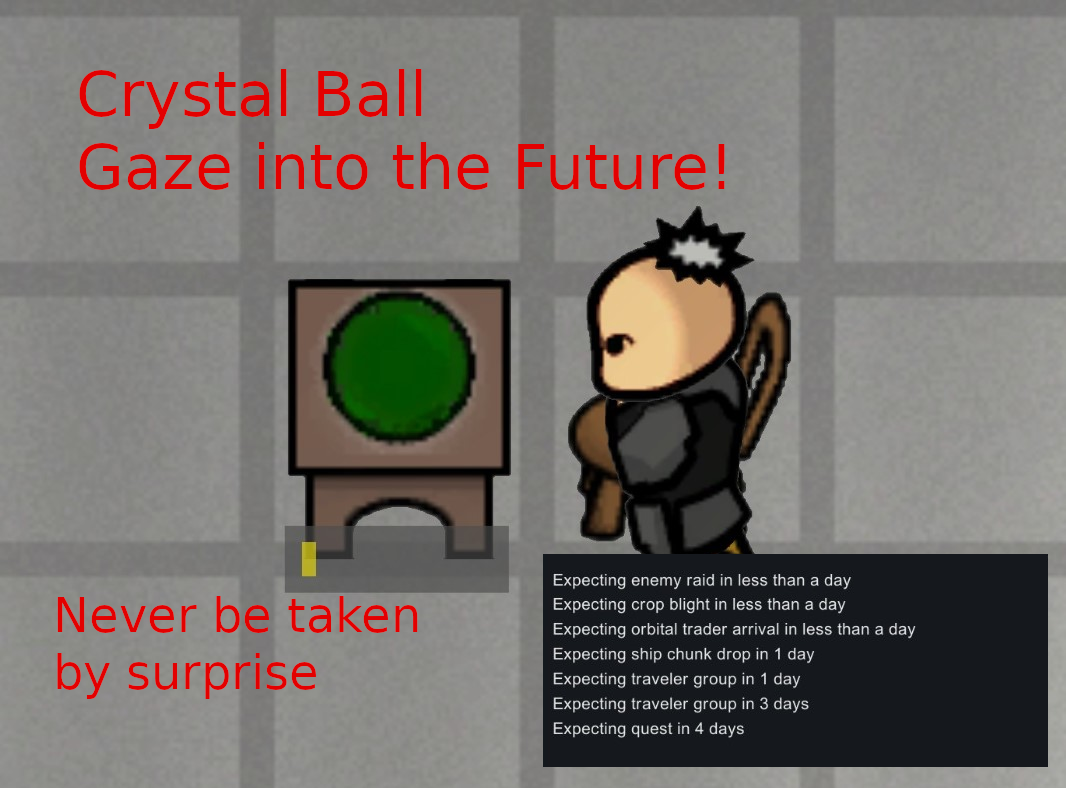 Crystal Ball
Gaze into the Future!
Never be taken
by surprise
Expecting enemy raid in less than a day
Expecting crop blight in less than a day
Expecting orbital trader arrival in less than a day
Expecting ship chunk drop in 1 day
Expecting traveler group in 1 day
Expecting traveler group in 3 days
Expecting quest in 4 days